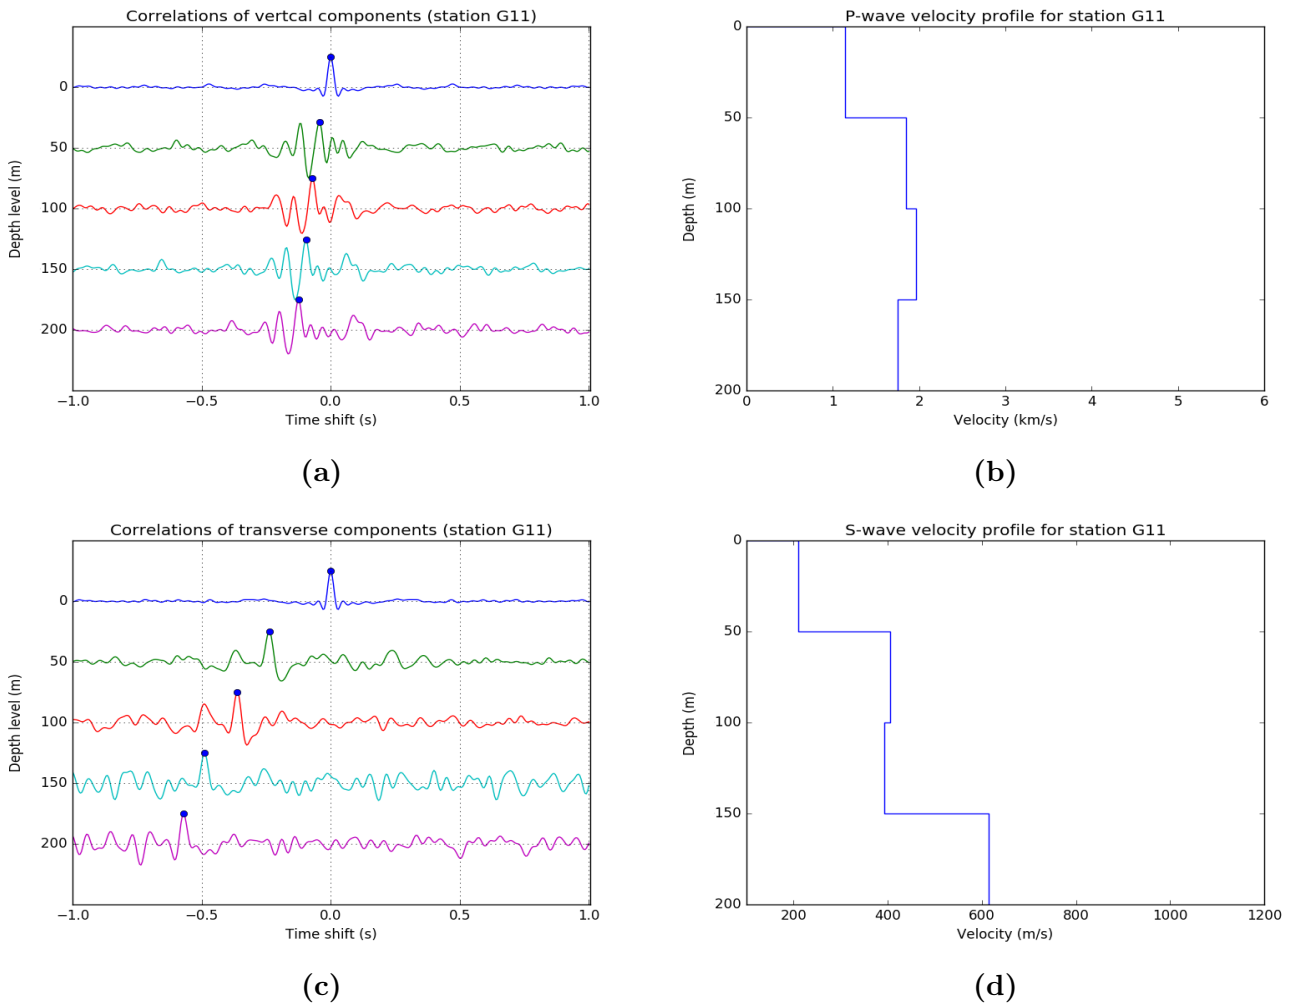 Correlations of vertcal components (station G11)
Depth level (m)
0
50
100
150
200
−1.0 −0.5 0.0 0.5 1.0
Time shift (s)
(a)
P-wave velocity profile for station G11
Depth (m)
0
50
100
150
200
0 1 2 3 4 5 6
Velocity (km/s)
(b)
Correlations of transverse components (station G11)
Depth level (m)
0
50
100
150
200
−1.0 −0.5 0.0 0.5 1.0
Time shift (s)
(c)
S-wave velocity profile for station G11
Depth (m)
0
50
100
150
200
200 400 600 800 1000 1200
Velocity (m/s)
(d)